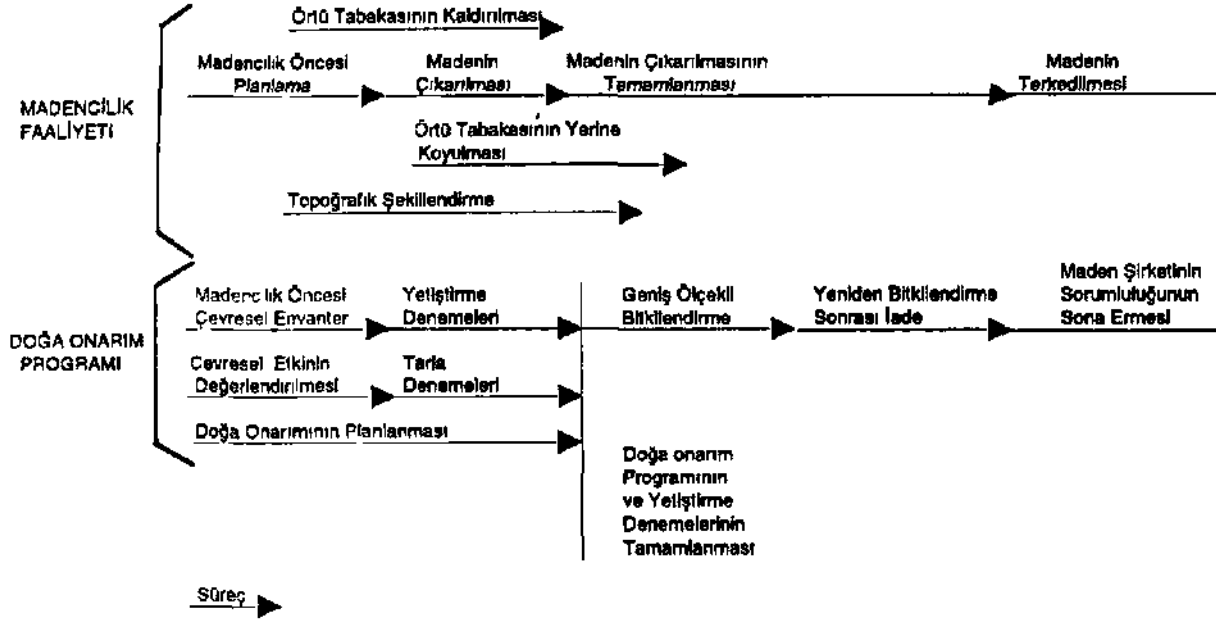 Örtü Tabakasının Kaldırılması
Madencilik Öncesi
Planlama
Madenin
Çıkarılması
Madenin Çıkarılmasının
Tamamlanması
Madenin
Terkedilmesi
MADENCİLİK
FAALİYETI
Örtü Tabakasının Yerine
Koyulması
Topoğrafık Şekillendirme
Madencilik Öncesi
Çevresel Envanter
Yetiştirme
Denemeleri
Geniş Ölçekli
Bitkilendirme
Yeniden Bitkilendirme
Sonrası İade
Maden Şirketinin
Sorumluluğunun
Sona Ermesi
DOĞA ONARIM
PROGRAMI
Çevresel Etkinin
Değerlendirilmesi
Tarla
Denemeleri
Doğa Onarımının Planlanması
Doğa onarım
Programının
ve Yetiştirme
Denemelerinin
Tamamlanması
Süreç